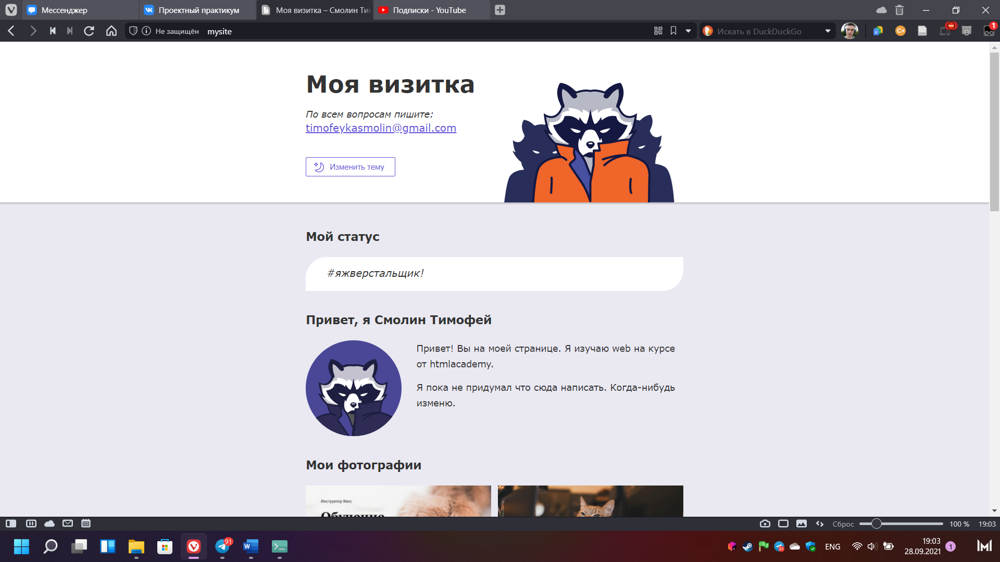 Мессенджер
Проектный практикум
Моя визитка – Смолин Тим
Подписки - YouTube
Не защищён
mysite
Искать в DuckDuckGo
1
Моя визитка
По всем вопросам пишите:
timofeykasmolin@gmail.com
Изменить тему
Мой статус
#яжверстальщик!
Привет, я Смолин Тимофей
Привет! Вы на моей странице. Я изучаю web на курсе
от htmlacademy.
Я пока не придумал что сюда написать. Когда-нибудь
изменю.
Мои фотографии
Инструктор Кекс
Обучение
Сброс
100 %
19:03
91
ENG
19:03
28.09.2021
1